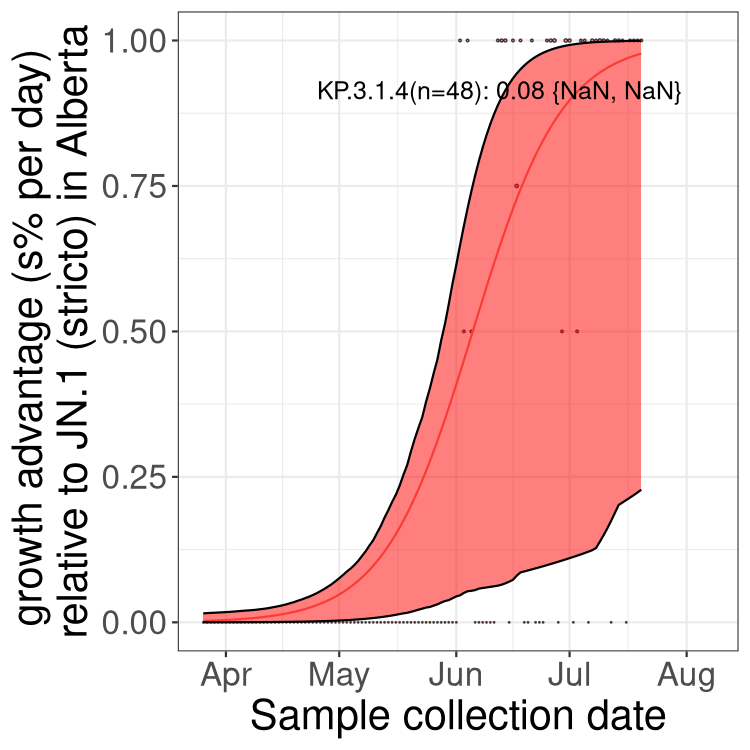 growth advantage (s% per day)
relative to JN.1 (stricto) in Alberta
1.00
0.75
0.50
0.25
0.00
KP.3.1.4(n=48): 0.08 {NaN, NaN}
Apr May Jun Jul Aug
Sample collection date